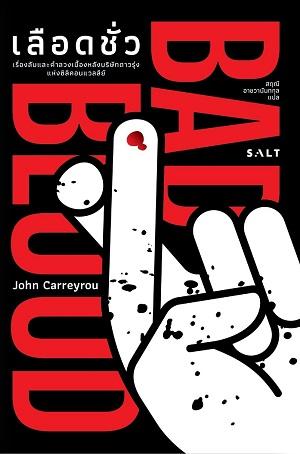 เลือดชั่ว
เรื่องลับและคำลวงเบื้องหลังบริษัทดาวรุ่ง
แห่งซิลิคอนแวลลีย์
BAD
BLOOD
สฤณี
อาชวานันทกุล
แปล
SALT
John Carreyrou